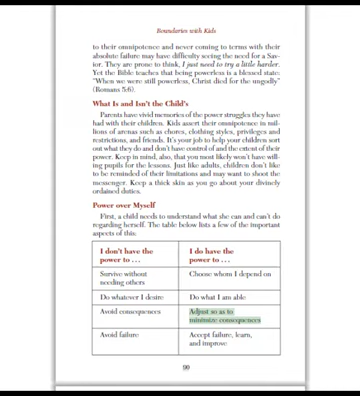 Boundaries with Kids
to their omnipotence and never coming to terms with their
absolute failure may have difficulty seeing the need for a Sav-
ior. They are prone to think, I just need to try a little harder.
Yet the Bible teaches that being powerless is a blessed state:
"When we were still powerless, Christ died for the ungodly"
(Romans 5:6).
What Is and Isn't the Child's
Parents have vivid memories of the power struggles they have
had with their children. Kids assert their omnipotence in mil-
lions of arenas such as chores, clothing styles, privileges and
restrictions, and friends. It's your job to help your children sort
out what they do and don't have control of and the extent of their
power. Keep in mind, also, that you most likely won't have will-
ing pupils for the lessons. Just like adults, children don't like
to be reminded of their limitations and may want to shoot the
messenger. Keep a thick skin as you go about your divinely
ordained duties.
Power over Myself
First, a child needs to understand what she can and can't do
regarding herself. The table below lists a few of the important
aspects of this:
I don't have the
power to . . .
I do have the
power to . . .
Survive without
needing others
Choose whom I depend on
Do whatever I desire
Do what I am able
Avoid consequences
Adjust so as to
minimize consequences
Avoid failure
Accept failure, learn,
and improve
90